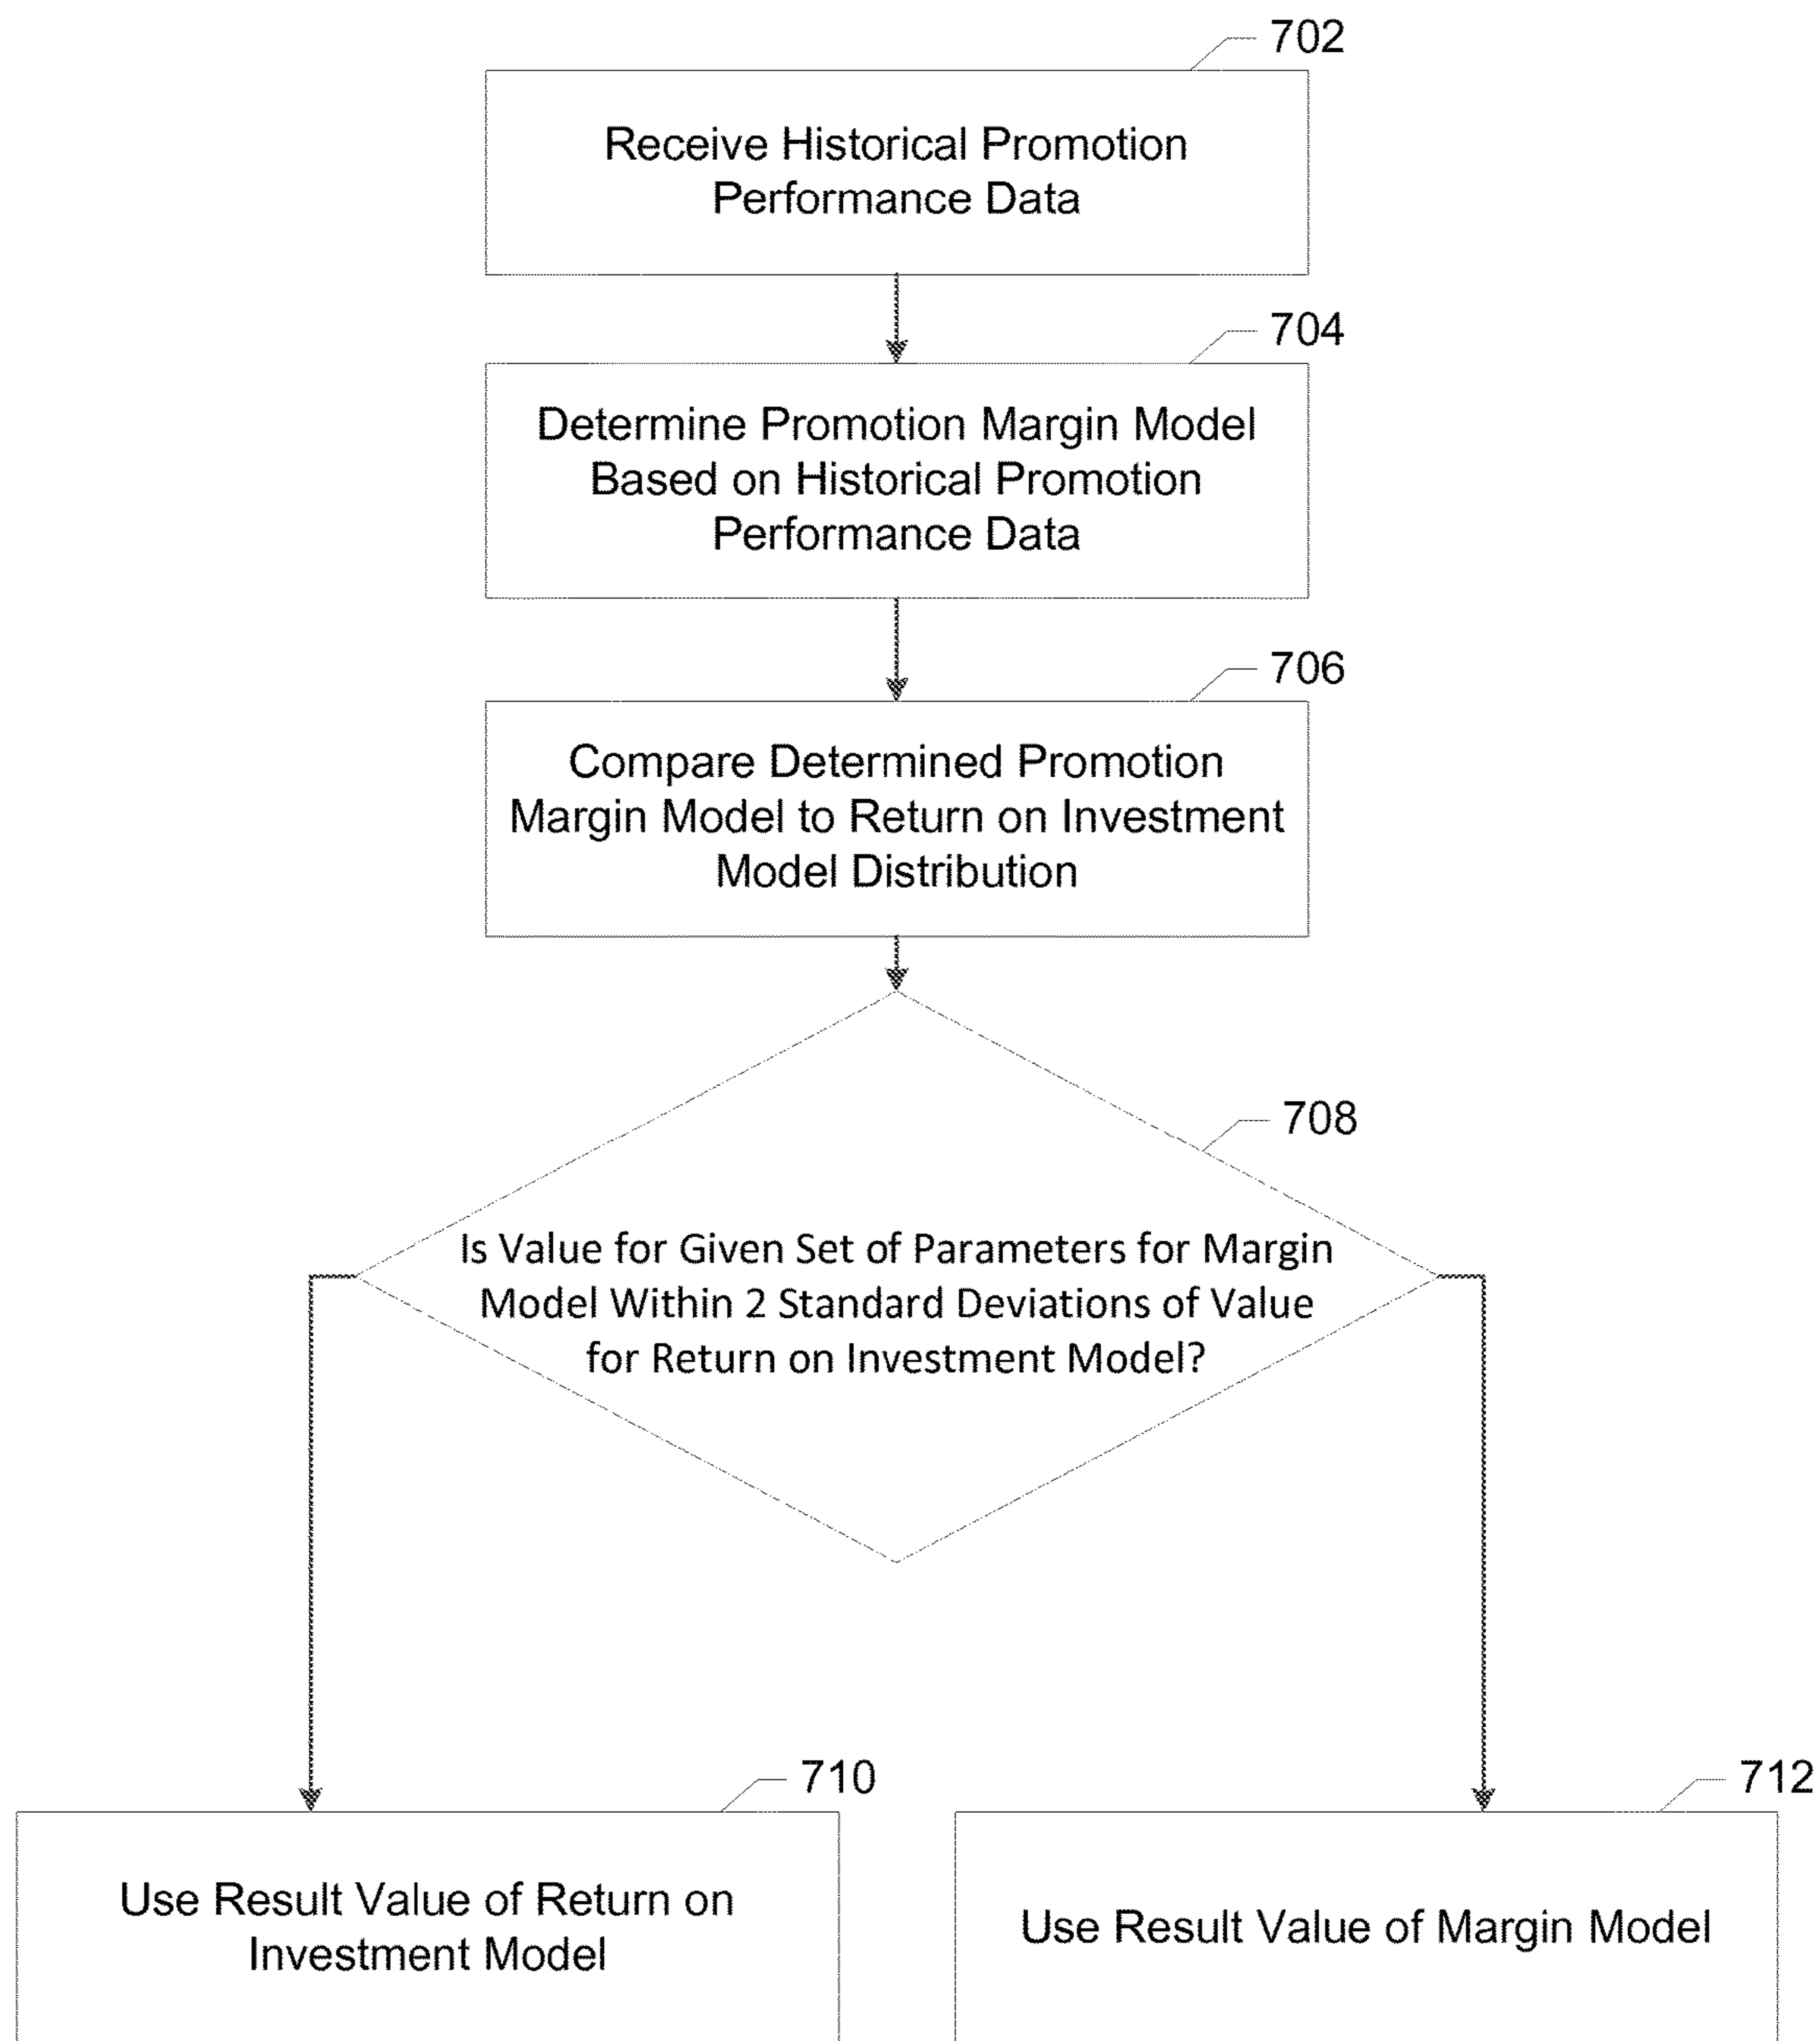 702
Receive Historical Promotion
Performance Data
704
Determine Promotion Margin Model
Based on Historical Promotion
Performance Data
706
Compare Determined Promotion
Margin Model to Return on Investment
Model Distribution
708
Is Value for Given Set of Parameters for Margin
Model Within 2 Standard Deviations of Value
for Return on Investment Model?
710
Use Result Value of Return on
Investment Model
712
Use Result Value of Margin Model